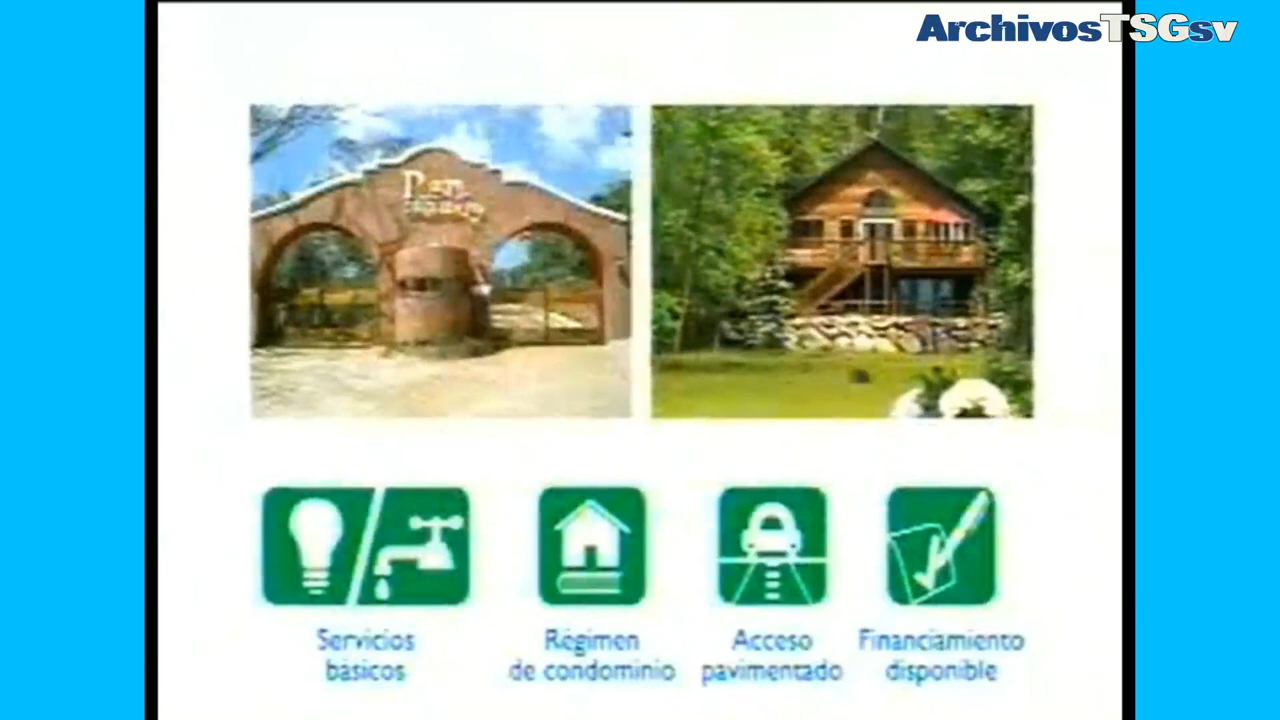 ArchivosTSGsv
Servicios
básicos
Régimen
de condominio
Acceso
pavimentado
Financiamiento
disponible